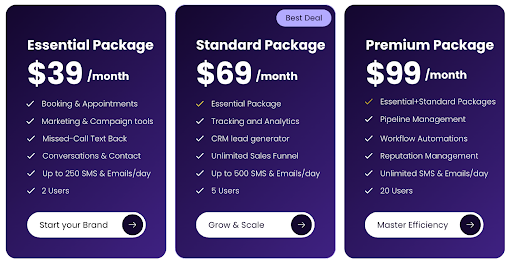 Essential Package
$39 /month
Booking & Appointments
Marketing & Campaign tools
Missed-Call Text Back
Conversations & Contact
Up to 250 SMS & Emails/day
2 Users
Start your Brand
Best Deal
Standard Package
$69 /month
Essential Package
Tracking and Analytics
CRM lead generator
Unlimited Sales Funnel
Up to 500 SMS & Emails/day
5 Users
Grow & Scale
Premium Package
$99 /month
Essential+Standard Packages
Pipeline Management
Workflow Automations
Reputation Management
Unlimited SMS & Emails/day
20 Users
Master Efficiency